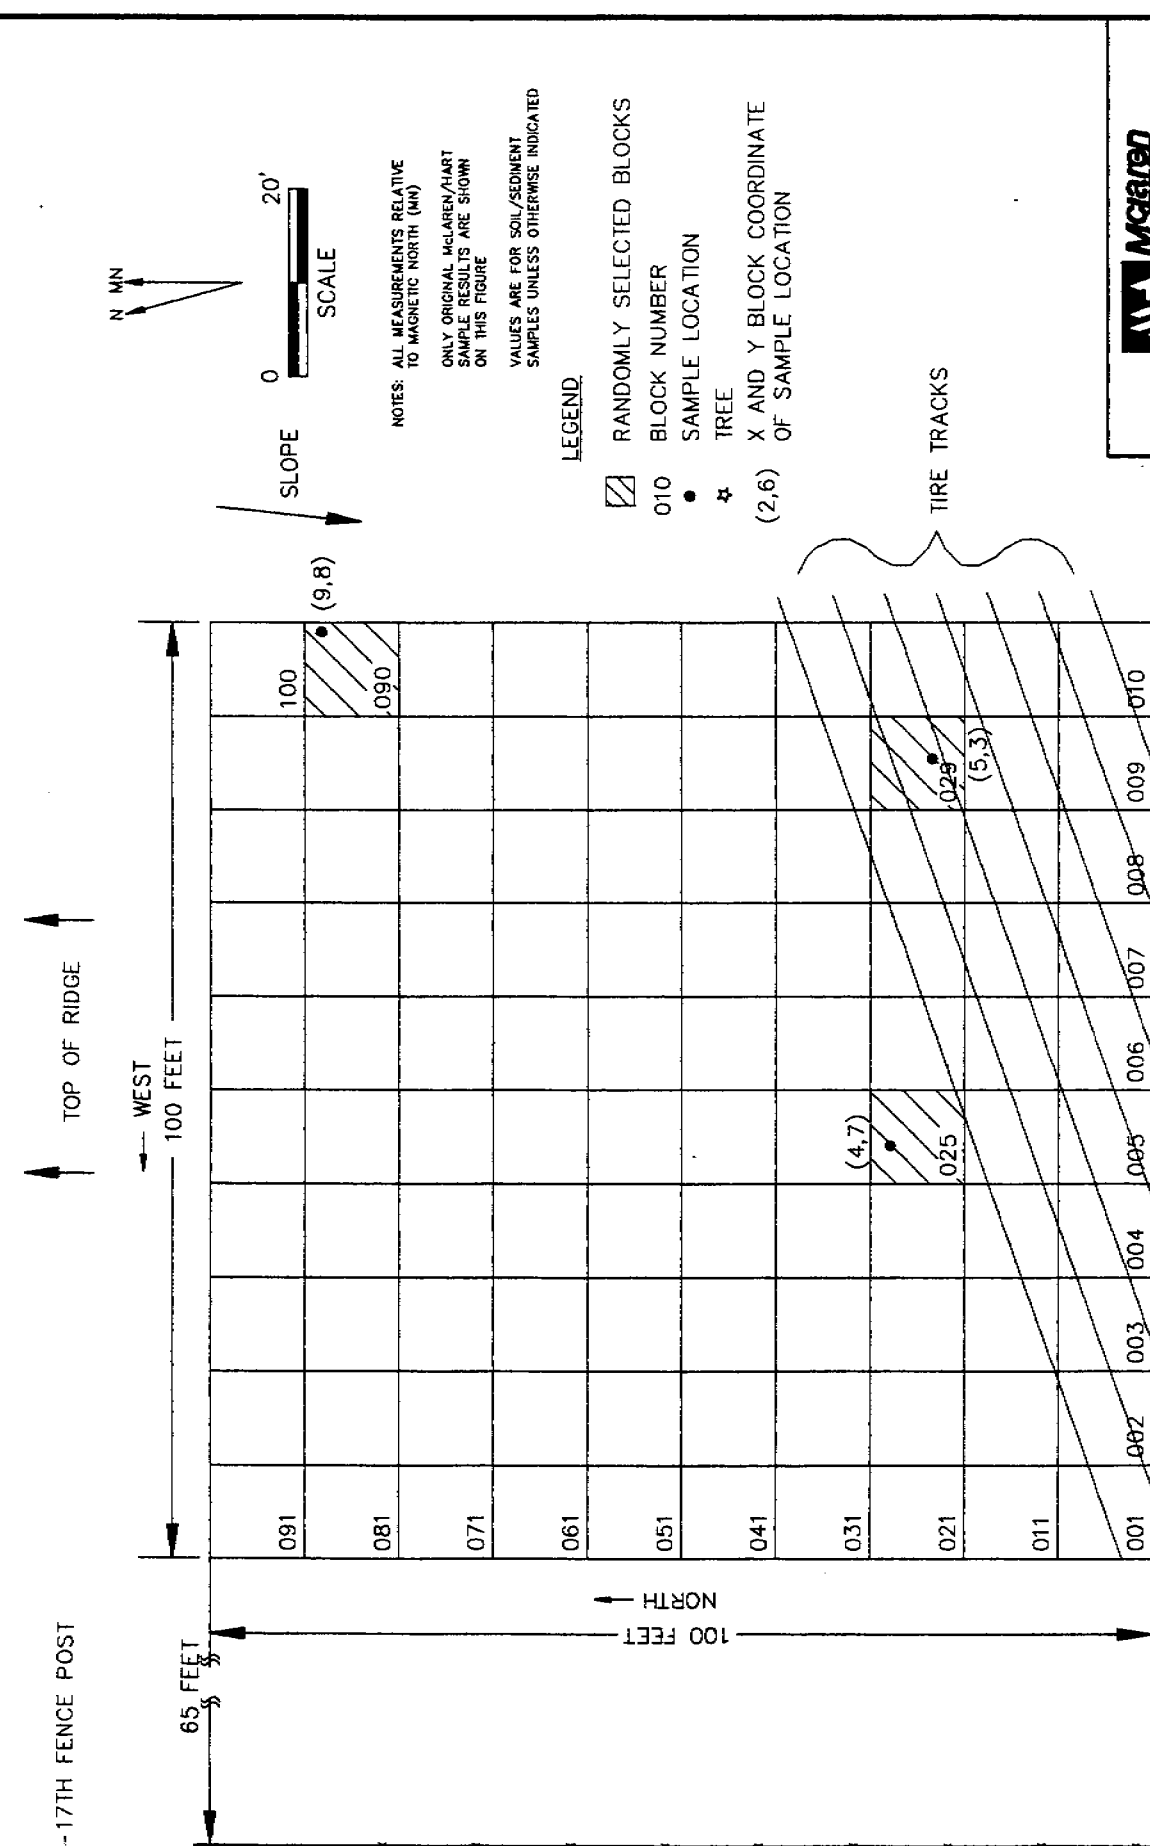 -17TH FENCE POST
65 FEET
TOP OF RIDGE
WEST
100 FEET
NORTH
100 FEET
091
081
071
061
051
041
031
021
011
001
002
003
004
005
006
007
008
009
010
100
090
(9,8)
029
(5,3)
(4,7)
025
N MN
0 20'
SCALE
SLOPE
NOTES: ALL MEASUREMENTS RELATIVE
TO MAGNETIC NORTH (MN)
ONLY ORIGINAL McLAREN/HART
SAMPLE RESULTS ARE SHOWN
ON THIS FIGURE
VALUES ARE FOR SOIL/SEDIMENT
SAMPLES UNLESS OTHERWISE INDICATED
LEGEND
RANDOMLY SELECTED BLOCKS
010 BLOCK NUMBER
SAMPLE LOCATION
TREE
(2,6) X AND Y BLOCK COORDINATE
OF SAMPLE LOCATION
TIRE TRACKS
McLaren